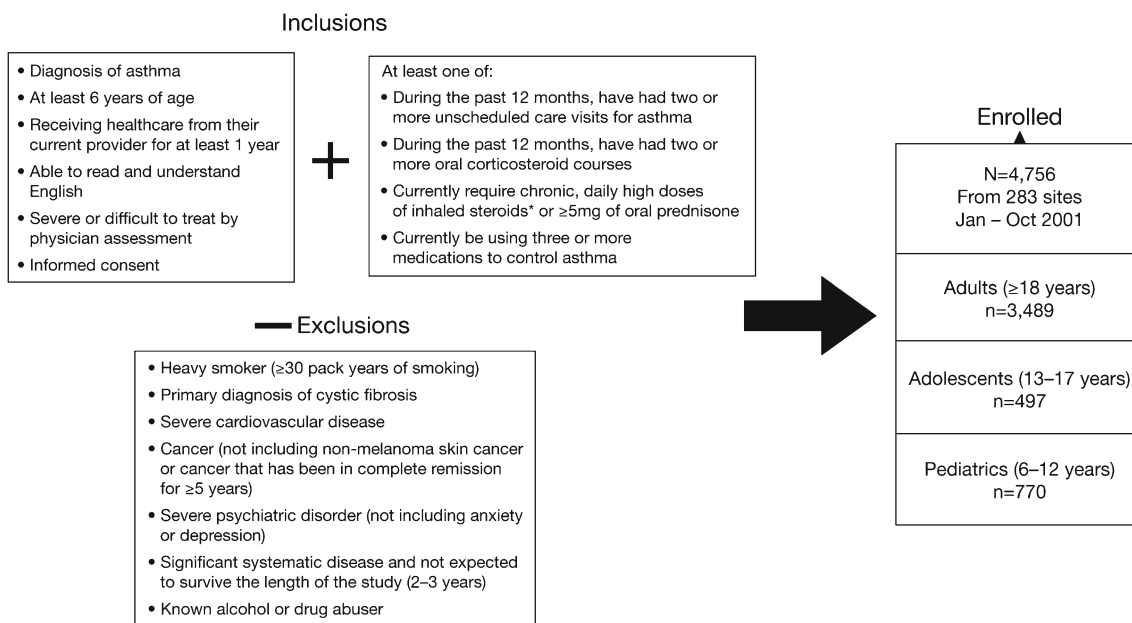 Inclusions
• Diagnosis of asthma
• At least 6 years of age
• Receiving healthcare from their
current provider for at least 1 year
• Able to read and understand
English
• Severe or difficult to treat by
physician assessment
• Informed consent
+
At least one of:
• During the past 12 months, have had two or
more unscheduled care visits for asthma
• During the past 12 months, have had two or
more oral corticosteroid courses
• Currently require chronic, daily high doses
of inhaled steroids* or ≥5mg of oral prednisone
• Currently be using three or more
medications to control asthma
— Exclusions
• Heavy smoker (≥30 pack years of smoking)
• Primary diagnosis of cystic fibrosis
• Severe cardiovascular disease
• Cancer (not including non-melanoma skin cancer
or cancer that has been in complete remission
for ≥5 years)
• Severe psychiatric disorder (not including anxiety
or depression)
• Significant systematic disease and not expected
to survive the length of the study (2–3 years)
• Known alcohol or drug abuser
Enrolled
N=4,756
From 283 sites
Jan – Oct 2001
Adults (≥18 years)
n=3,489
Adolescents (13–17 years)
n=497
Pediatrics (6–12 years)
n=770